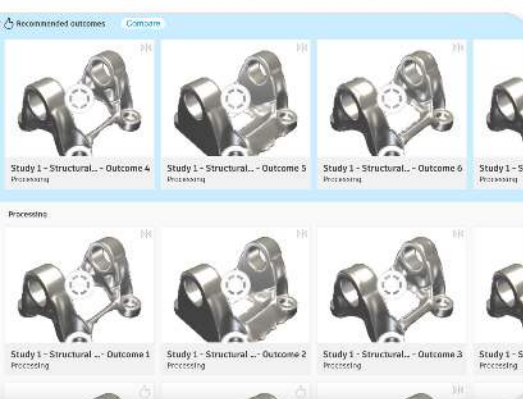 Recommended outcomes Compare
Study 1 - Structural... - Outcome 4
Processing
Study 1 - Structural... - Outcome 5
Processing
Study 1 - Structural... - Outcome 6
Processing
Study 1 - S
Processing
Processing
Study 1 - Structural ... - Outcome 1
Processing
Study 1 - Structural ... - Outcome 2
Processing
Study 1 - Structural... - Outcome 3
Processing
Study 1 - S
Processing